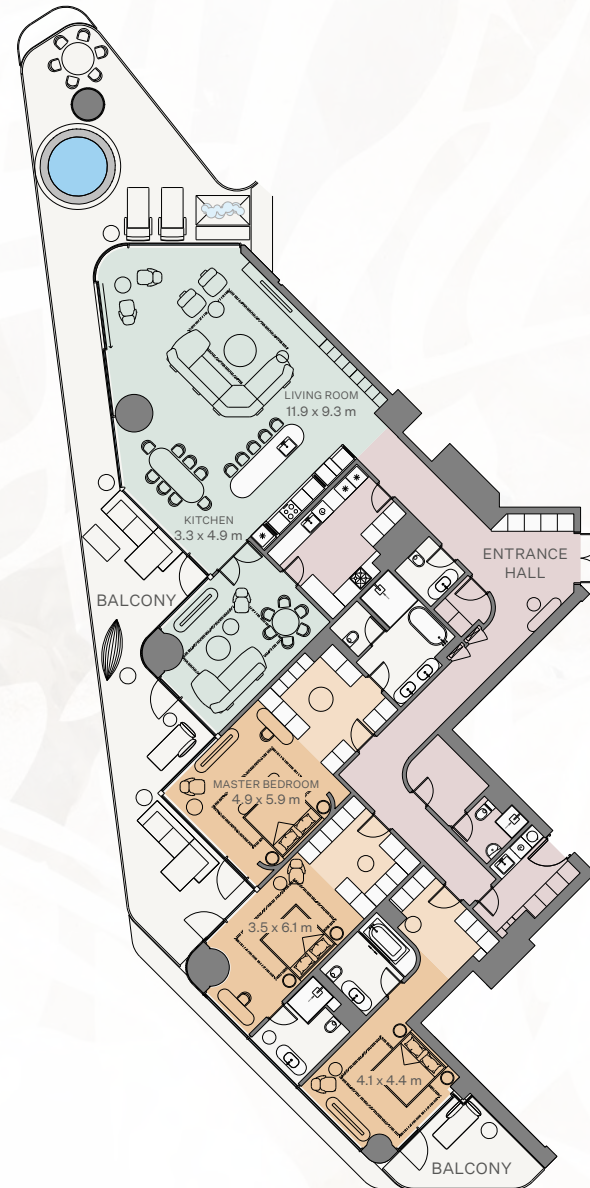 LIVING ROOM
11.9 x 9.3 m
KITCHEN
3.3 x 4.9 m
ENTRANCE
HALL
BALCONY
MASTER BEDROOM
4.9 x 5.9 m
3.5 x 6.1 m
4.1 x 4.4 m
BALCONY